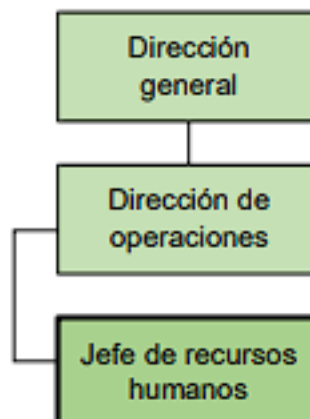 Dirección
general
Dirección de
operaciones
Jefe de recursos
humanos